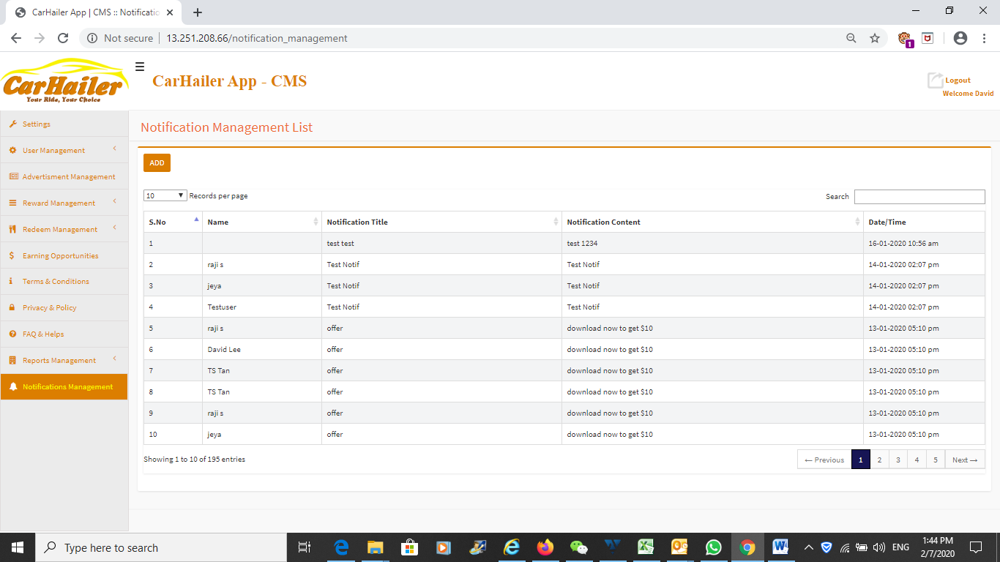 CarHailer App | CMS :: Notificatio
Not secure 13.251.208.66/notification_management
1
CarHailer
Your Ride, Your Choice
CarHailer App - CMS
Logout
Welcome David
Settings
User Management
Advertisment Management
Reward Management
Redeem Management
Earning Opportunities
Terms & Conditions
Privacy & Policy
FAQ & Helps
Reports Management
Notifications Management
Notification Management List
ADD
10 Records per page Search
S.No Name Notification Title Notification Content Date/Time
1 test test test 1234 16-01-2020 10:56 am
2 raji s Test Notif Test Notif 14-01-2020 02:07 pm
3 jeya Test Notif Test Notif 14-01-2020 02:07 pm
4 Testuser Test Notif Test Notif 14-01-2020 02:07 pm
5 raji s offer download now to get $10 13-01-2020 05:10 pm
6 David Lee offer download now to get $10 13-01-2020 05:10 pm
7 TS Tan offer download now to get $10 13-01-2020 05:10 pm
8 TS Tan offer download now to get $10 13-01-2020 05:10 pm
9 raji s offer download now to get $10 13-01-2020 05:10 pm
10 jeya offer download now to get $10 13-01-2020 05:10 pm
Showing 1 to 10 of 195 entries ← Previous 1 2 3 4 5 Next →
Type here to search
ENG
1:44 PM
2/7/2020